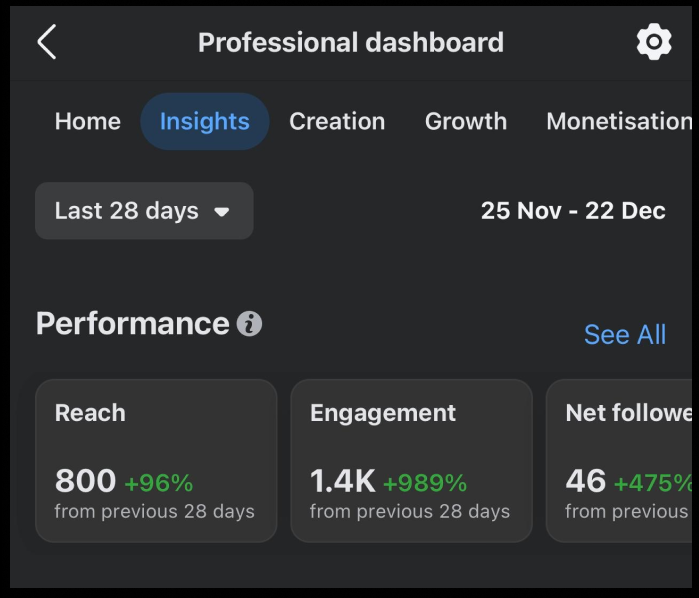 Professional dashboard
Home Insights Creation Growth Monetisation
Last 28 days 25 Nov - 22 Dec
Performance
See All
Reach Engagement Net followe
800 +96% 1.4K +989% 46 +475%
from previous 28 days from previous 28 days from previous